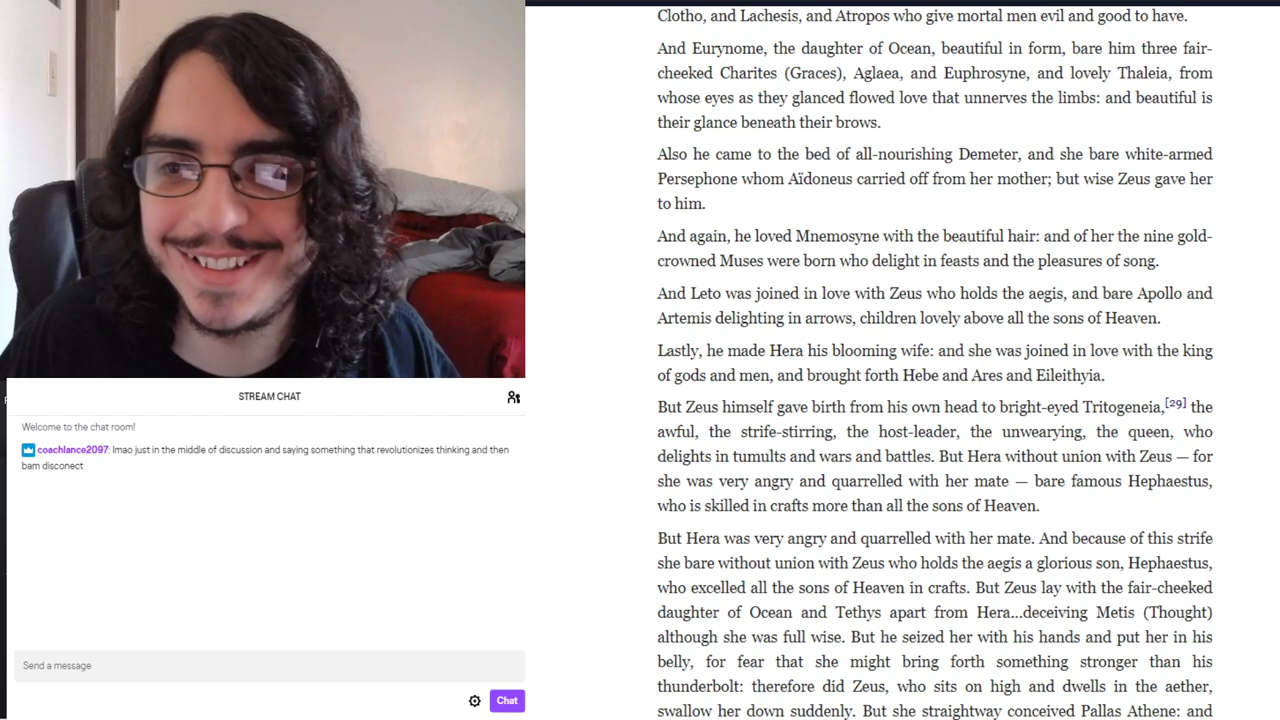 STREAM CHAT
Welcome to the chat room!
coachlance2097: lmao just in the middle of discussion and saying something that revolutionizes thinking and then
bam disconect
Send a message
Chat
Clotho, and Lachesis, and Atropos who give mortal men evil and good to have.
And Eurynome, the daughter of Ocean, beautiful in form, bare him three fair-
cheeked Charites (Graces), Aglaea, and Euphrosyne, and lovely Thaleia, from
whose eyes as they glanced flowed love that unnerves the limbs: and beautiful is
their glance beneath their brows.
Also he came to the bed of all-nourishing Demeter, and she bare white-armed
Persephone whom Aïdoneus carried off from her mother; but wise Zeus gave her
to him.
And again, he loved Mnemosyne with the beautiful hair: and of her the nine gold-
crowned Muses were born who delight in feasts and the pleasures of song.
And Leto was joined in love with Zeus who holds the aegis, and bare Apollo and
Artemis delighting in arrows, children lovely above all the sons of Heaven.
Lastly, he made Hera his blooming wife: and she was joined in love with the king
of gods and men, and brought forth Hebe and Ares and Eileithyia.
But Zeus himself gave birth from his own head to bright-eyed Tritogeneia,[29] the
awful, the strife-stirring, the host-leader, the unwearying, the queen, who
delights in tumults and wars and battles. But Hera without union with Zeus — for
she was very angry and quarrelled with her mate — bare famous Hephaestus,
who is skilled in crafts more than all the sons of Heaven.
But Hera was very angry and quarrelled with her mate. And because of this strife
she bare without union with Zeus who holds the aegis a glorious son, Hephaestus,
who excelled all the sons of Heaven in crafts. But Zeus lay with the fair-cheeked
daughter of Ocean and Tethys apart from Hera...deceiving Metis (Thought)
although she was full wise. But he seized her with his hands and put her in his
belly, for fear that she might bring forth something stronger than his
thunderbolt: therefore did Zeus, who sits on high and dwells in the aether,
swallow her down suddenly. But she straightway conceived Pallas Athene: and